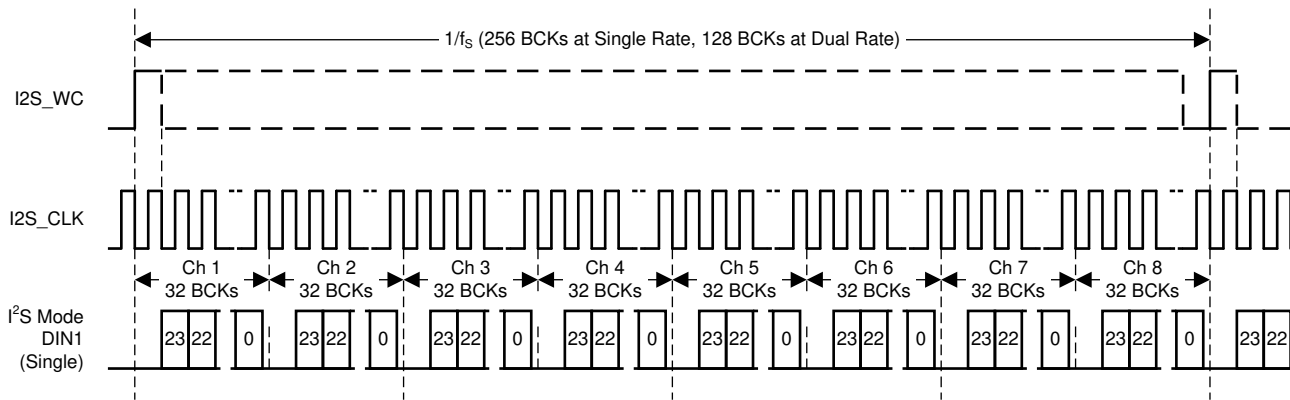 1/fS (256 BCKs at Single Rate, 128 BCKs at Dual Rate)
I2S_WC
I2S_CLK
Ch 1 Ch 2 Ch 3 Ch 4 Ch 5 Ch 6 Ch 7 Ch 8
32 BCKs 32 BCKs 32 BCKs 32 BCKs 32 BCKs 32 BCKs 32 BCKs 32 BCKs
I²S Mode
DIN1
(Single)
23 22 0 23 22 0 23 22 0 23 22 0 23 22 0 23 22 0 23 22 0 23 22 0 23 22